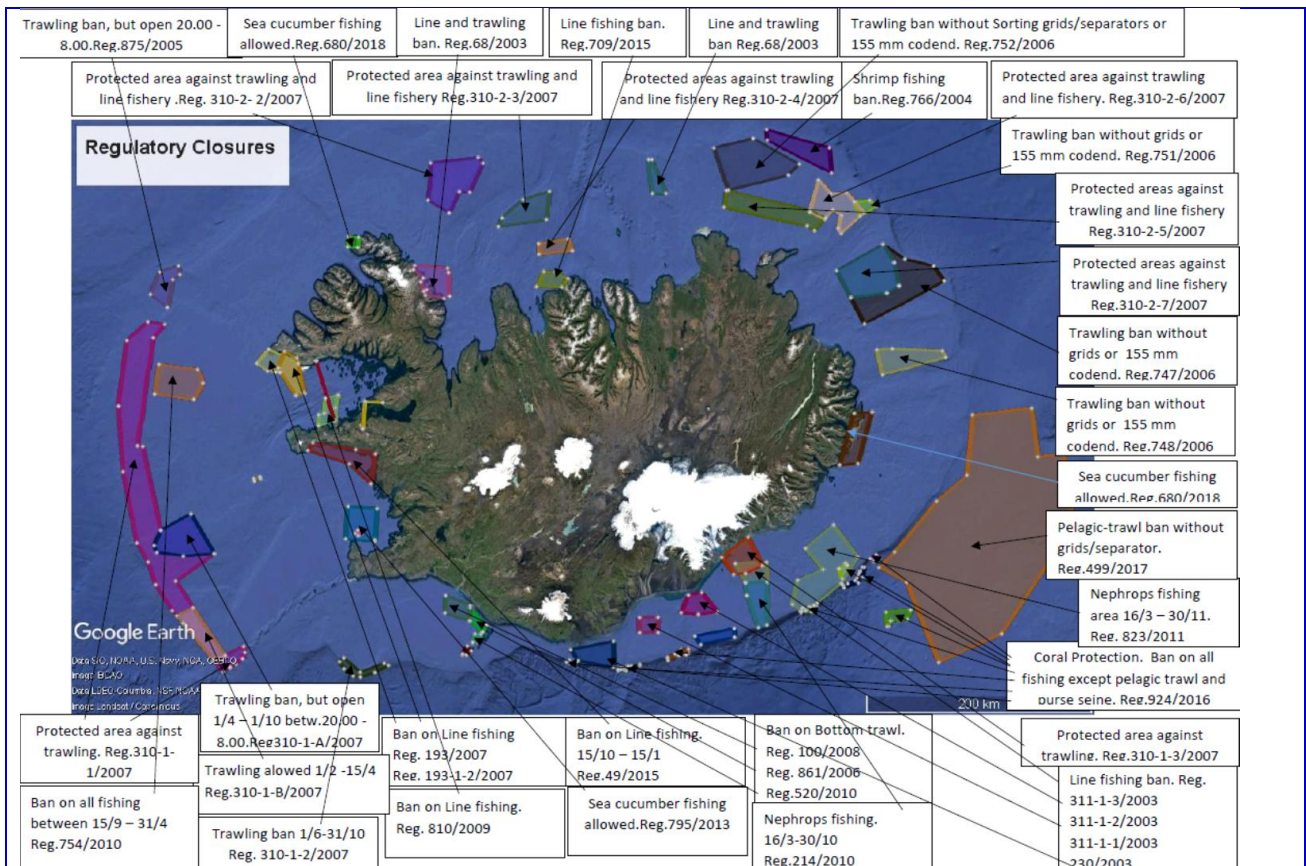 Trawling ban, but open 20.00 -
8.00.Reg.875/2005
Sea cucumber fishing
allowed.Reg.680/2018
Line and trawling
ban. Reg.68/2003
Line fishing ban.
Reg.709/2015
Line and trawling
ban Reg.68/2003
Trawling ban without Sorting grids/separators or
155 mm codend. Reg.752/2006
Protected area against trawling and
line fishery .Reg. 310-2- 2/2007
Protected area against trawling and
line fishery Reg.310-2-3/2007
Protected areas against trawling
and line fishery Reg.310-2-4/2007
Shrimp fishing
ban.Reg.766/2004
Protected area against trawling
and line fishery. Reg.310-2-6/2007
Regulatory Closures
Trawling ban without grids or
155 mm codend. Reg.751/2006
Protected areas against
trawling and line fishery
Reg.310-2-5/2007
Protected areas against
trawling and line fishery
Reg.310-2-7/2007
Trawling ban without
grids or 155 mm
codend. Reg.747/2006
Trawling ban without
grids or 155 mm
codend. Reg.748/2006
Sea cucumber fishing
allowed.Reg.680/2018
Pelagic-trawl ban without
grids/separator.
Reg.499/2017
Nephrops fishing
area 16/3 – 30/11.
Reg. 823/2011
Coral Protection. Ban on all
fishing except pelagic trawl and
purse seine. Reg.924/2016
Google Earth
Data SIO, NOAA, U.S. Navy, NGA, GEBCO
Image IBCAO
Data LDEO-Columbia, NSF, NOAA
Image Landsat / Copernicus
200 km
Protected area against
trawling. Reg.310-1-
1/2007
Trawling ban, but open
1/4 – 1/10 betw.20.00 -
8.00.Reg310-1-A/2007
Ban on Line fishing
Reg. 193/2007
Reg. 193-1-2/2007
Ban on Line fishing.
15/10 – 15/1
Reg.49/2015
Ban on Bottom trawl.
Reg. 100/2008
Reg. 861/2006
Reg.520/2010
Protected area against
trawling. Reg.310-1-3/2007
Trawling alowed 1/2 -15/4
Reg.310-1-B/2007
Line fishing ban. Reg.
311-1-3/2003
311-1-2/2003
311-1-1/2003
230/2003
Ban on all fishing
between 15/9 – 31/4
Reg.754/2010
Ban on Line fishing.
Reg. 810/2009
Sea cucumber fishing
allowed.Reg.795/2013
Nephrops fishing.
16/3-30/10
Reg.214/2010
Trawling ban 1/6-31/10
Reg. 310-1-2/2007